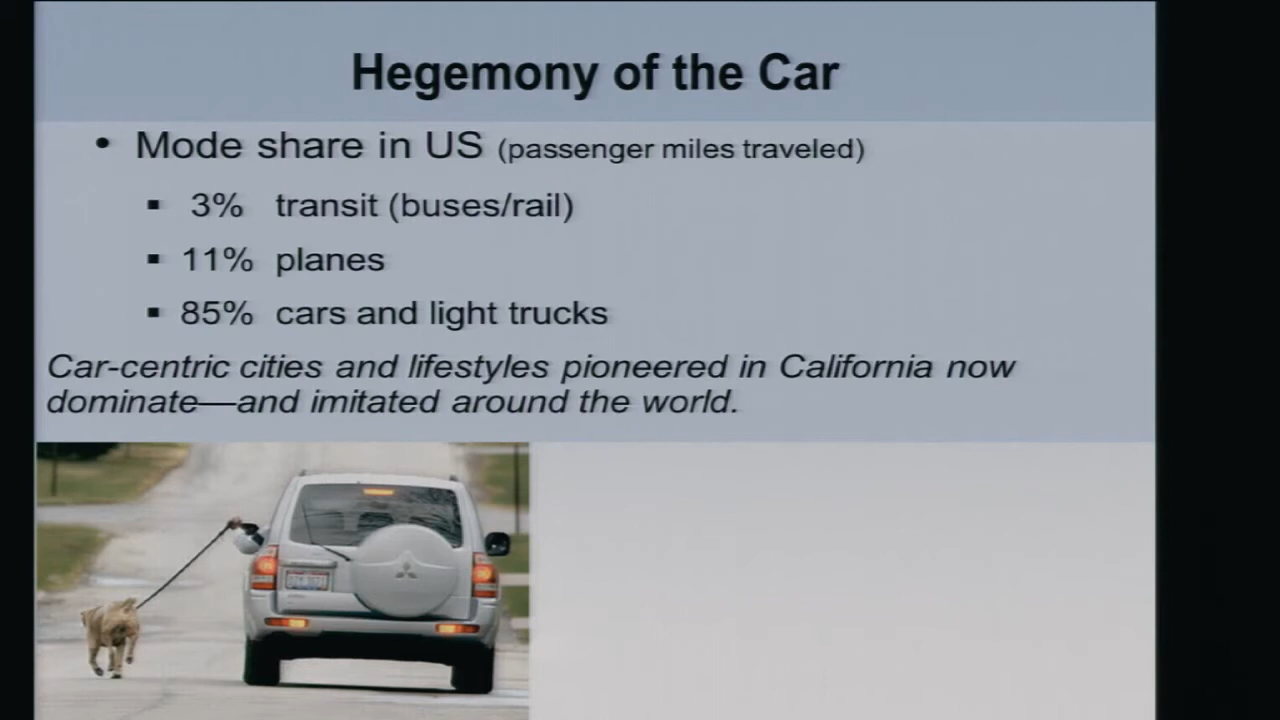 Hegemony of the Car
• Mode share in US (passenger miles traveled)
▪ 3% transit (buses/rail)
▪ 11% planes
▪ 85% cars and light trucks
Car-centric cities and lifestyles pioneered in California now
dominate—and imitated around the world.